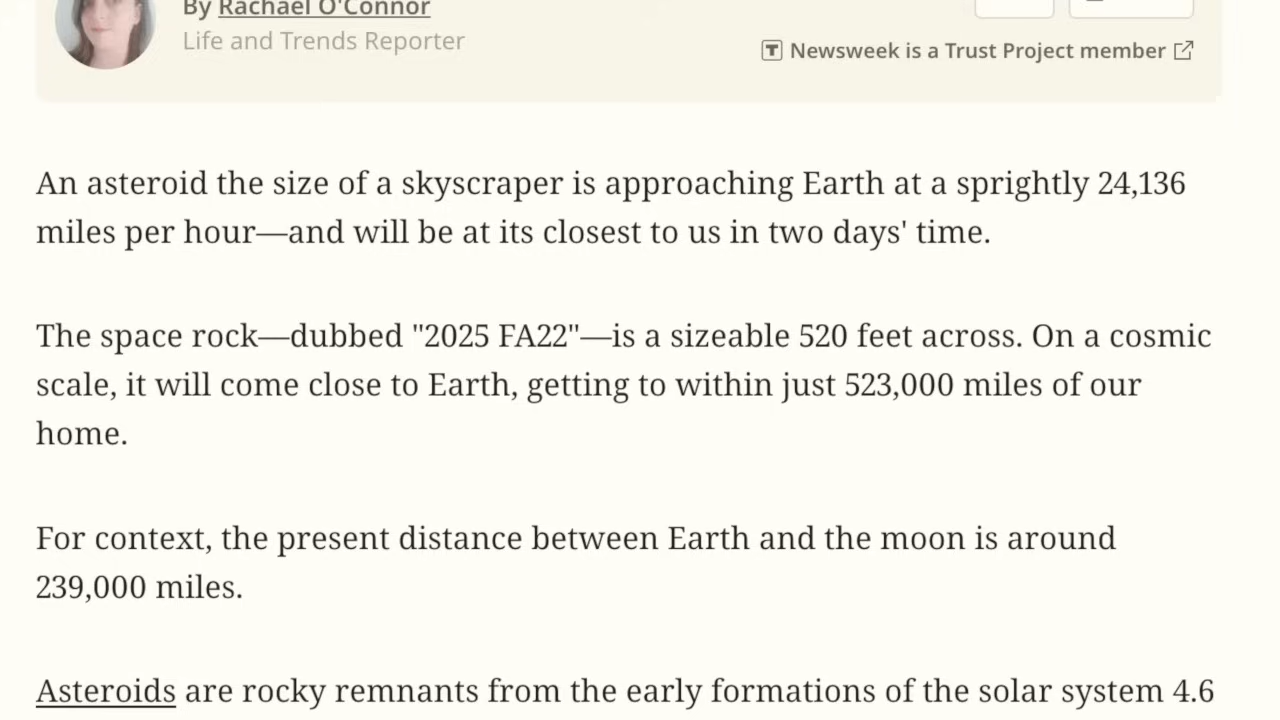 By Rachael O'Connor
Life and Trends Reporter
Newsweek is a Trust Project member
An asteroid the size of a skyscraper is approaching Earth at a sprightly 24,136
miles per hour—and will be at its closest to us in two days' time.
The space rock—dubbed "2025 FA22"—is a sizeable 520 feet across. On a cosmic
scale, it will come close to Earth, getting to within just 523,000 miles of our
home.
For context, the present distance between Earth and the moon is around
239,000 miles.
Asteroids are rocky remnants from the early formations of the solar system 4.6